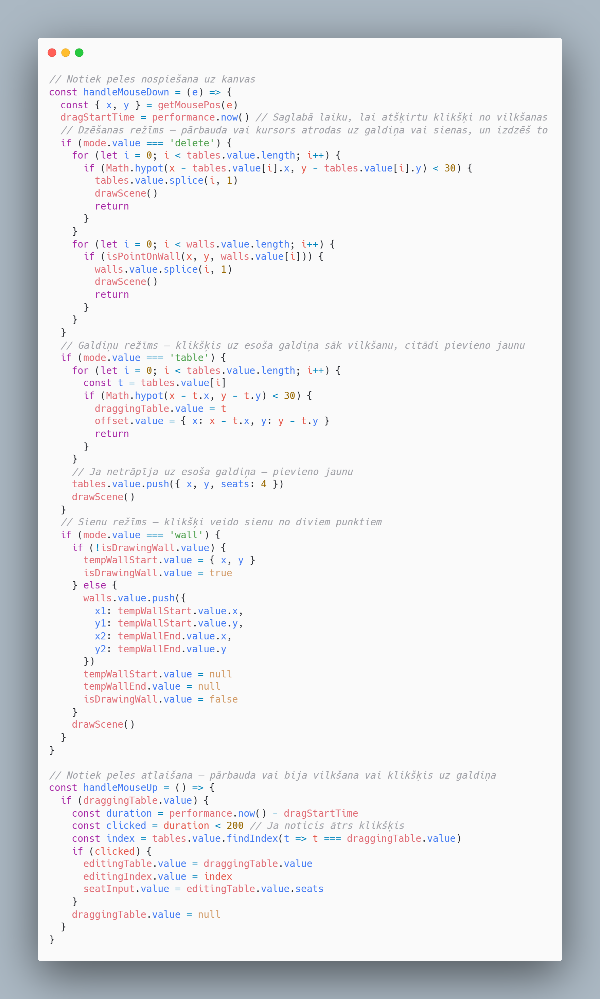 // Notiek peles nospiešana uz kanvas
const handleMouseDown = (e) => {
  const { x, y } = getMousePos(e)
  dragStartTime = performance.now() // Saglabā laiku, lai atšķirtu klikšķi no vilkšanas
  // Dzēšanas režīms – pārbauda vai kursors atrodas uz galdiņa vai sienas, un izdzēš to
  if (mode.value === 'delete') {
    for (let i = 0; i < tables.value.length; i++) {
      if (Math.hypot(x - tables.value[i].x, y - tables.value[i].y) < 30) {
        tables.value.splice(i, 1)
        drawScene()
        return
      }
    }
    for (let i = 0; i < walls.value.length; i++) {
      if (isPointOnWall(x, y, walls.value[i])) {
        walls.value.splice(i, 1)
        drawScene()
        return
      }
    }
  }
  // Galdiņu režīms – klikšķis uz esoša galdiņa sāk vilkšanu, citādi pievieno jaunu
  if (mode.value === 'table') {
    for (let i = 0; i < tables.value.length; i++) {
      const t = tables.value[i]
      if (Math.hypot(x - t.x, y - t.y) < 30) {
        draggingTable.value = t
        offset.value = { x: x - t.x, y: y - t.y }
        return
      }
    }
    // Ja netrāpīja uz esoša galdiņa – pievieno jaunu
    tables.value.push({ x, y, seats: 4 })
    drawScene()
  }
  // Sienu režīms – klikšķi veido sienu no diviem punktiem
  if (mode.value === 'wall') {
    if (!isDrawingWall.value) {
      tempWallStart.value = { x, y }
      isDrawingWall.value = true
    } else {
      walls.value.push({
        x1: tempWallStart.value.x,
        y1: tempWallStart.value.y,
        x2: tempWallEnd.value.x,
        y2: tempWallEnd.value.y
      })
      tempWallStart.value = null
      tempWallEnd.value = null
      isDrawingWall.value = false
    }
    drawScene()
  }
}

// Notiek peles atlaišana – pārbauda vai bija vilkšana vai klikšķis uz galdiņa
const handleMouseUp = () => {
  if (draggingTable.value) {
    const duration = performance.now() - dragStartTime
    const clicked = duration < 200 // Ja noticis ātrs klikšķis
    const index = tables.value.findIndex(t => t === draggingTable.value)
    if (clicked) {
      editingTable.value = draggingTable.value
      editingIndex.value = index
      seatInput.value = editingTable.value.seats
    }
    draggingTable.value = null
  }
}